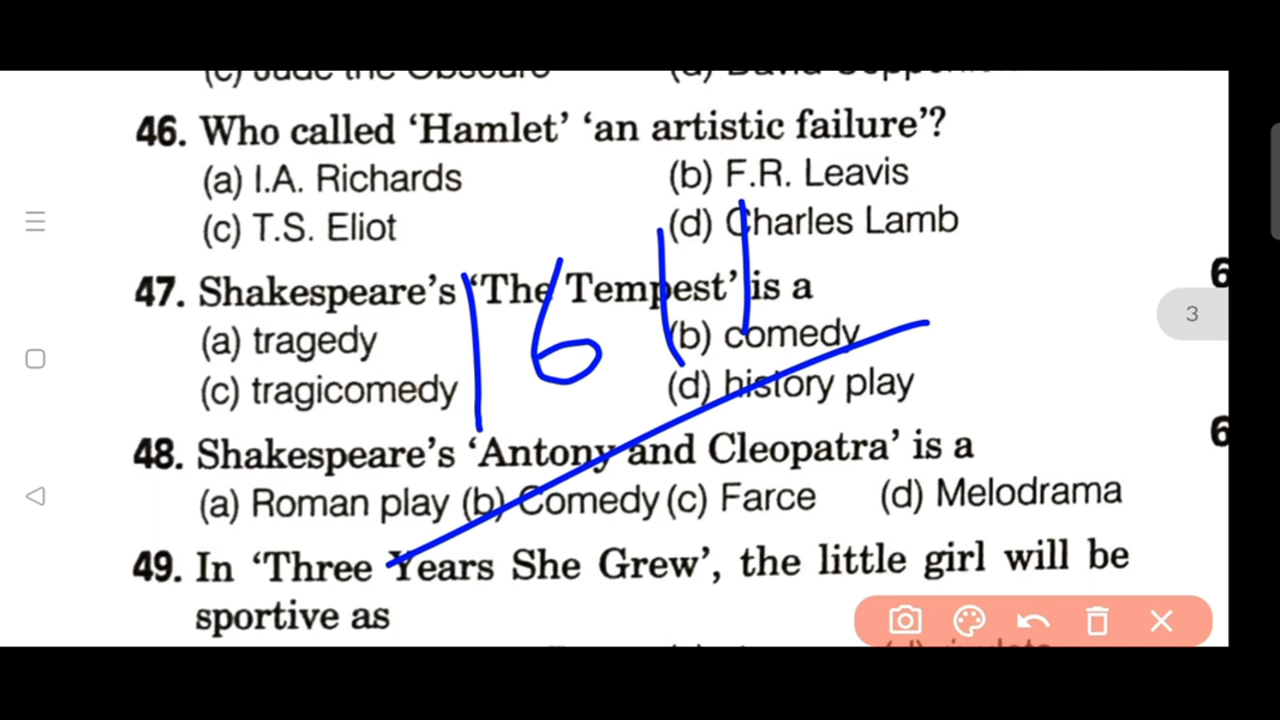 46. Who called ‘Hamlet’ ‘an artistic failure’?
(a) I.A. Richards (b) F.R. Leavis
(c) T.S. Eliot (d) Charles Lamb
47. Shakespeare’s ‘The Tempest’ is a
6
1611
3
(a) tragedy (b) comedy
(c) tragicomedy (d) history play
48. Shakespeare’s ‘Antony and Cleopatra’ is a
6
(a) Roman play (b) Comedy (c) Farce (d) Melodrama
49. In ‘Three Years She Grew’, the little girl will be
sportive as